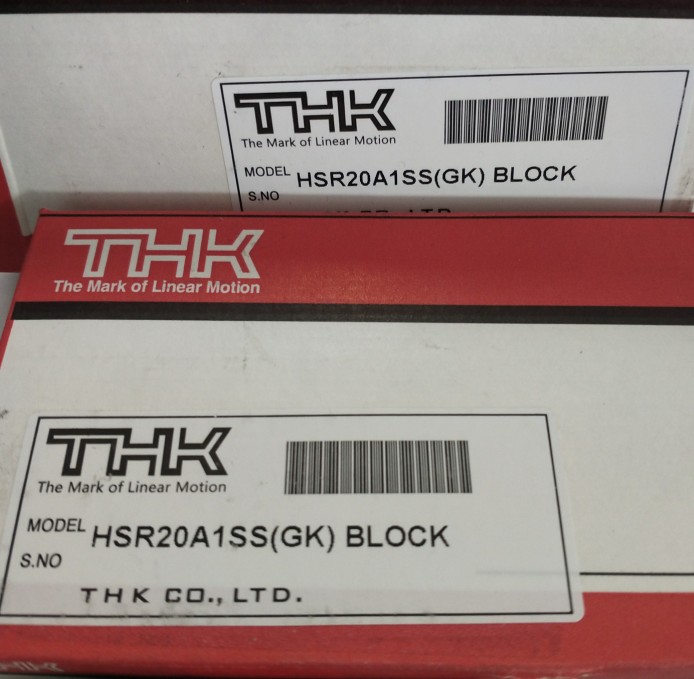 THK
The Mark of Linear Motion
MODEL HSR20A1SS(GK) BLOCK
S.NO
THK
The Mark of Linear Motion
THK
The Mark of Linear Motion
MODEL HSR20A1SS(GK) BLOCK
S.NO
THK CO., LTD.